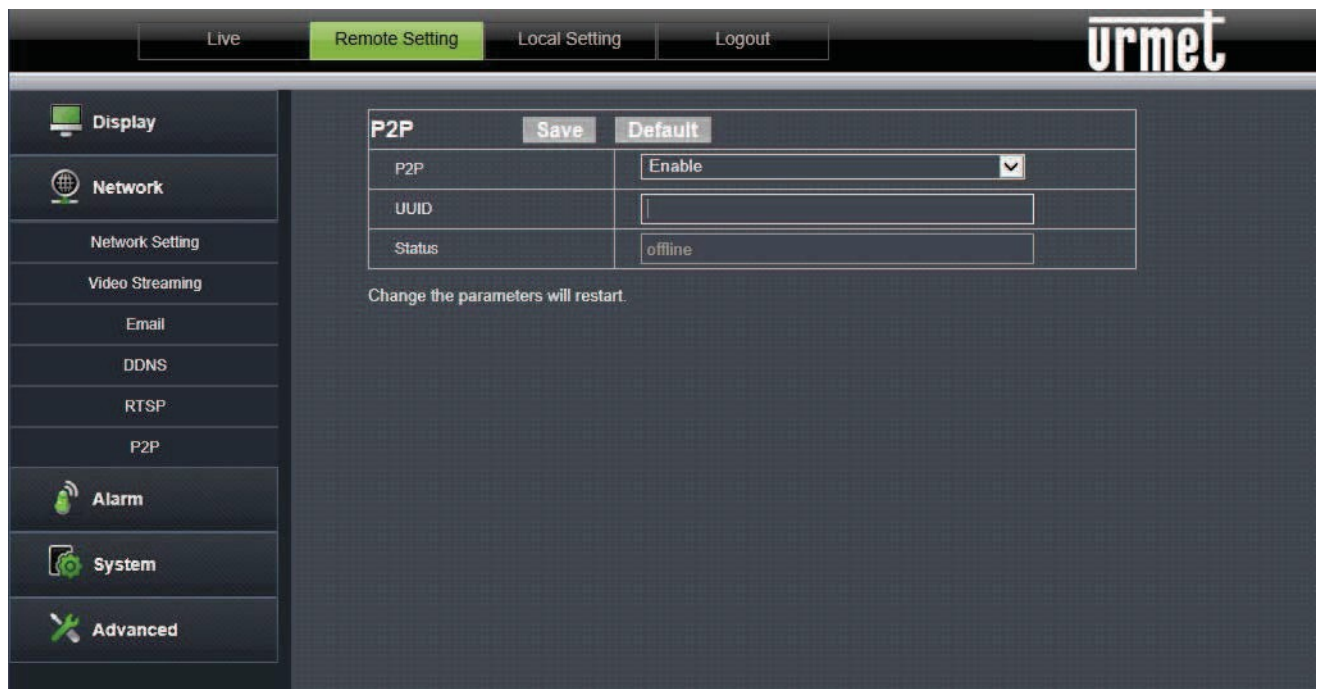 Live Remote Setting Local Setting Logout urmet
Display
Network
Network Setting
Video Streaming
Email
DDNS
RTSP
P2P
Alarm
System
Advanced
P2P Save Default
P2P Enable
UUID
Status offline
Change the parameters will restart.